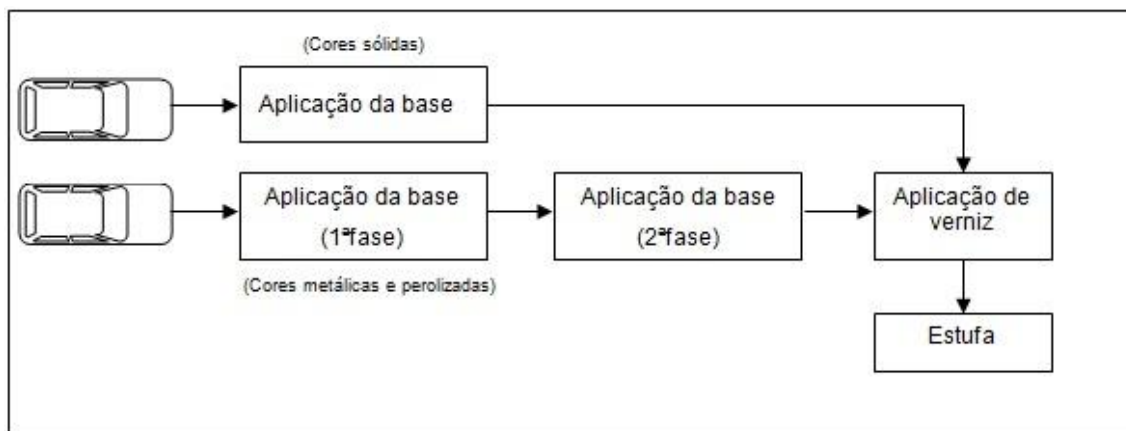 (Cores sólidas)
Aplicação da base
Aplicação da base
(1ªfase)
Aplicação da base
(2ªfase)
Aplicação de
verniz
(Cores metálicas e perolizadas)
Estufa